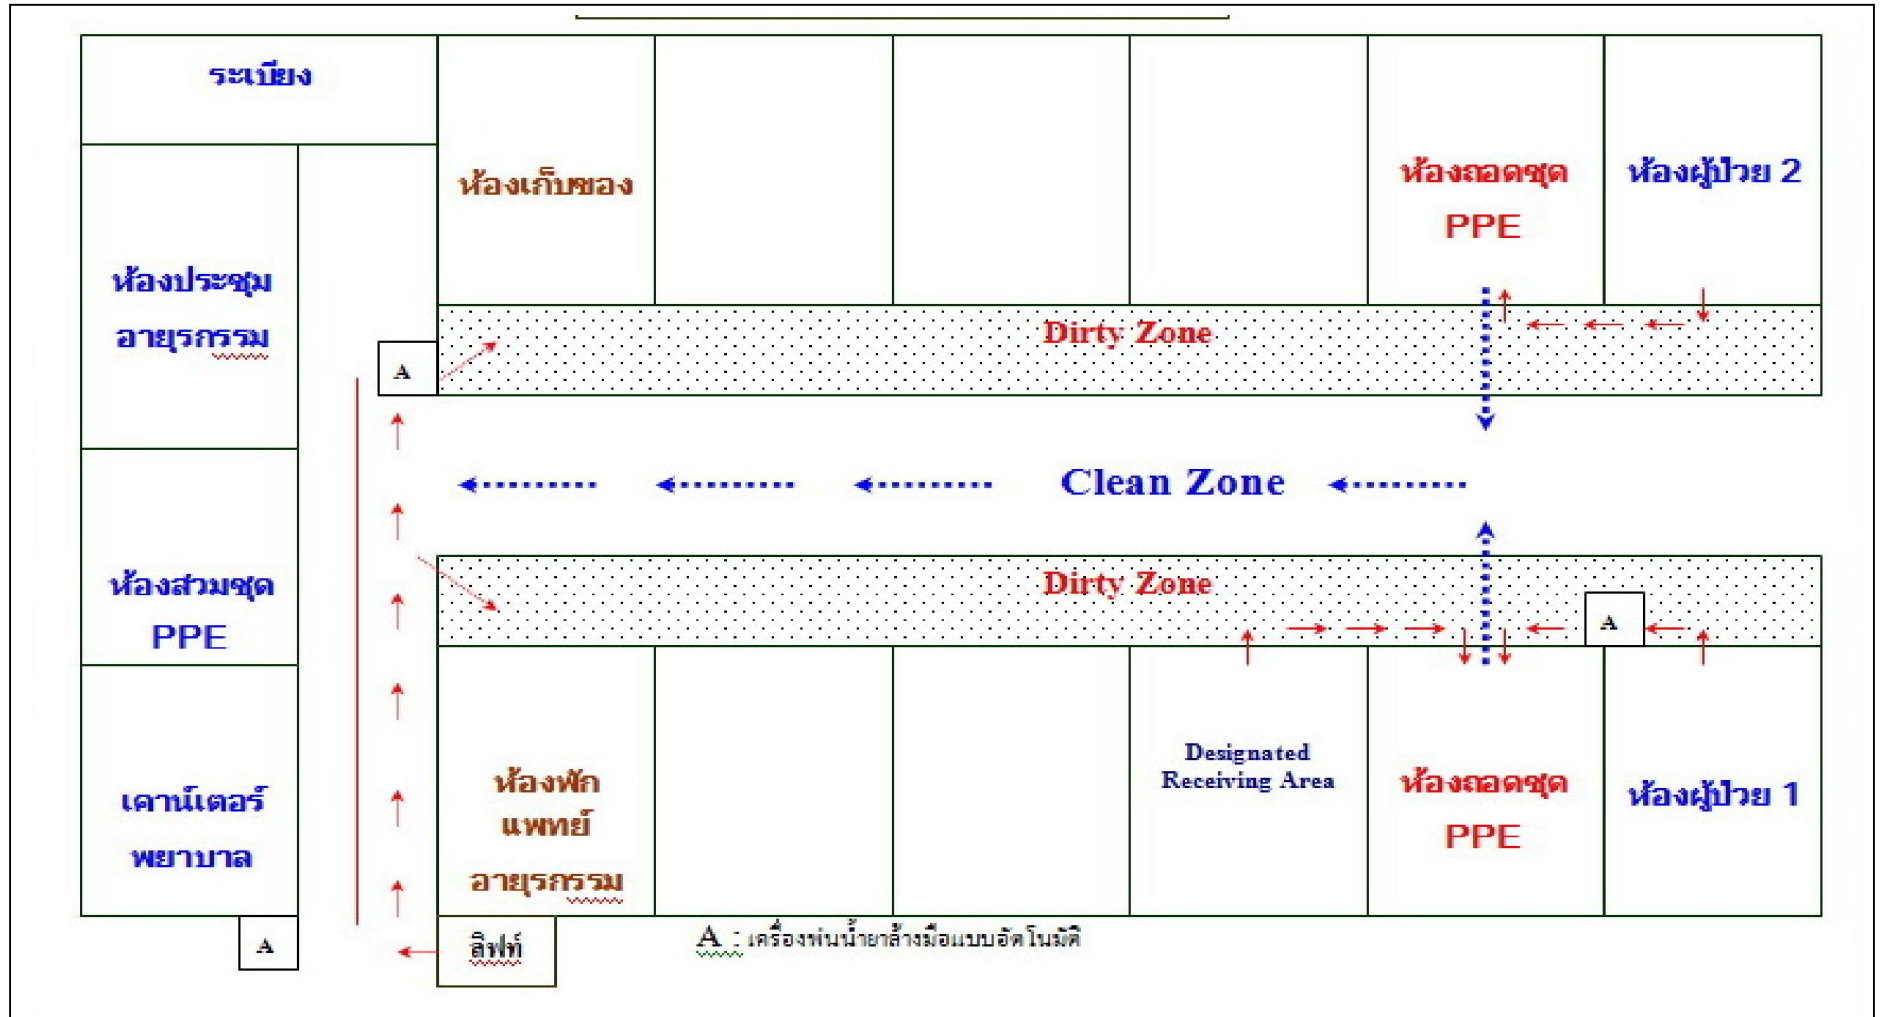 ระเบียง
ห้องเก็บของ
ห้องถอดชุด
PPE
ห้องผู้ป่วย 2
ห้องประชุม
อายุรกรรม
A
Dirty Zone
Clean Zone
ห้องสวมชุด
PPE
Dirty Zone
A
เคาน์เตอร์
พยาบาล
ห้องพัก
แพทย์
อายุรกรรม
Designated
Receiving Area
ห้องถอดชุด
PPE
ห้องผู้ป่วย 1
A
ลิฟท์
A : เครื่องพ่นน้ำยาล้างมือแบบอัตโนมัติ